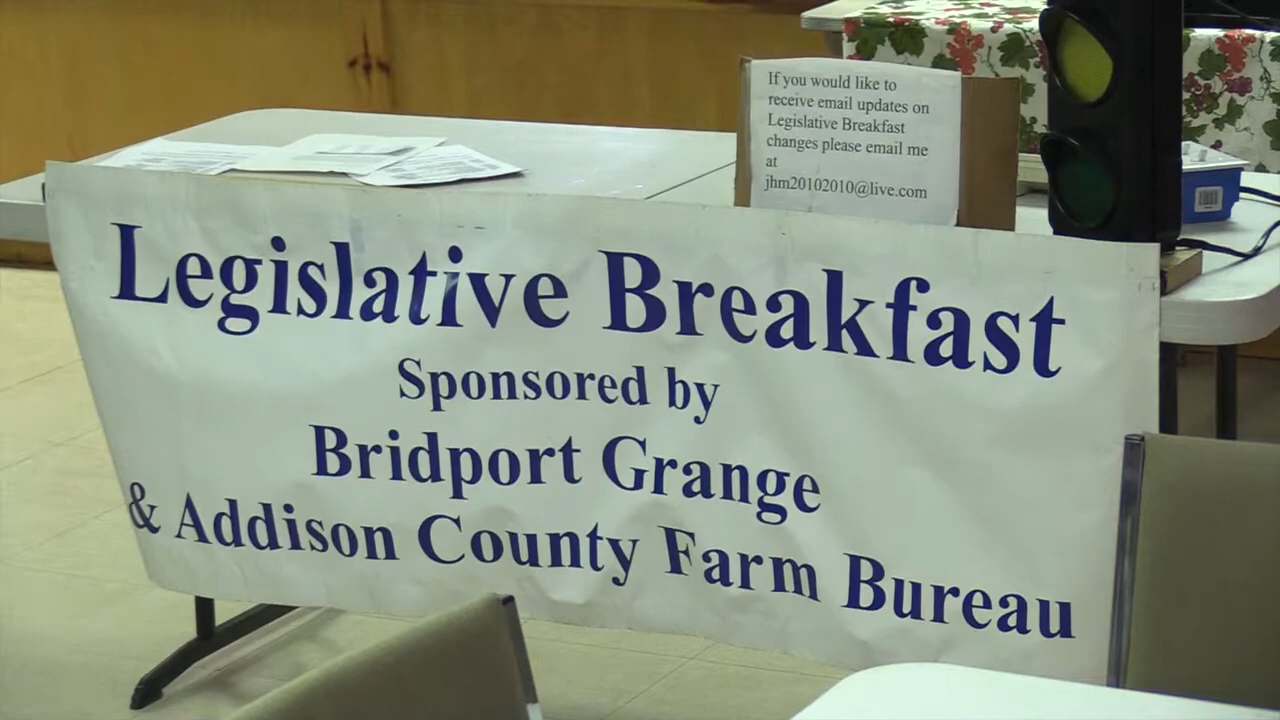 If you would like to
receive email updates on
Legislative Breakfast
changes please email me
at
jhm20102010@live.com
Legislative Breakfast
Sponsored by
Bridport Grange
& Addison County Farm Bureau